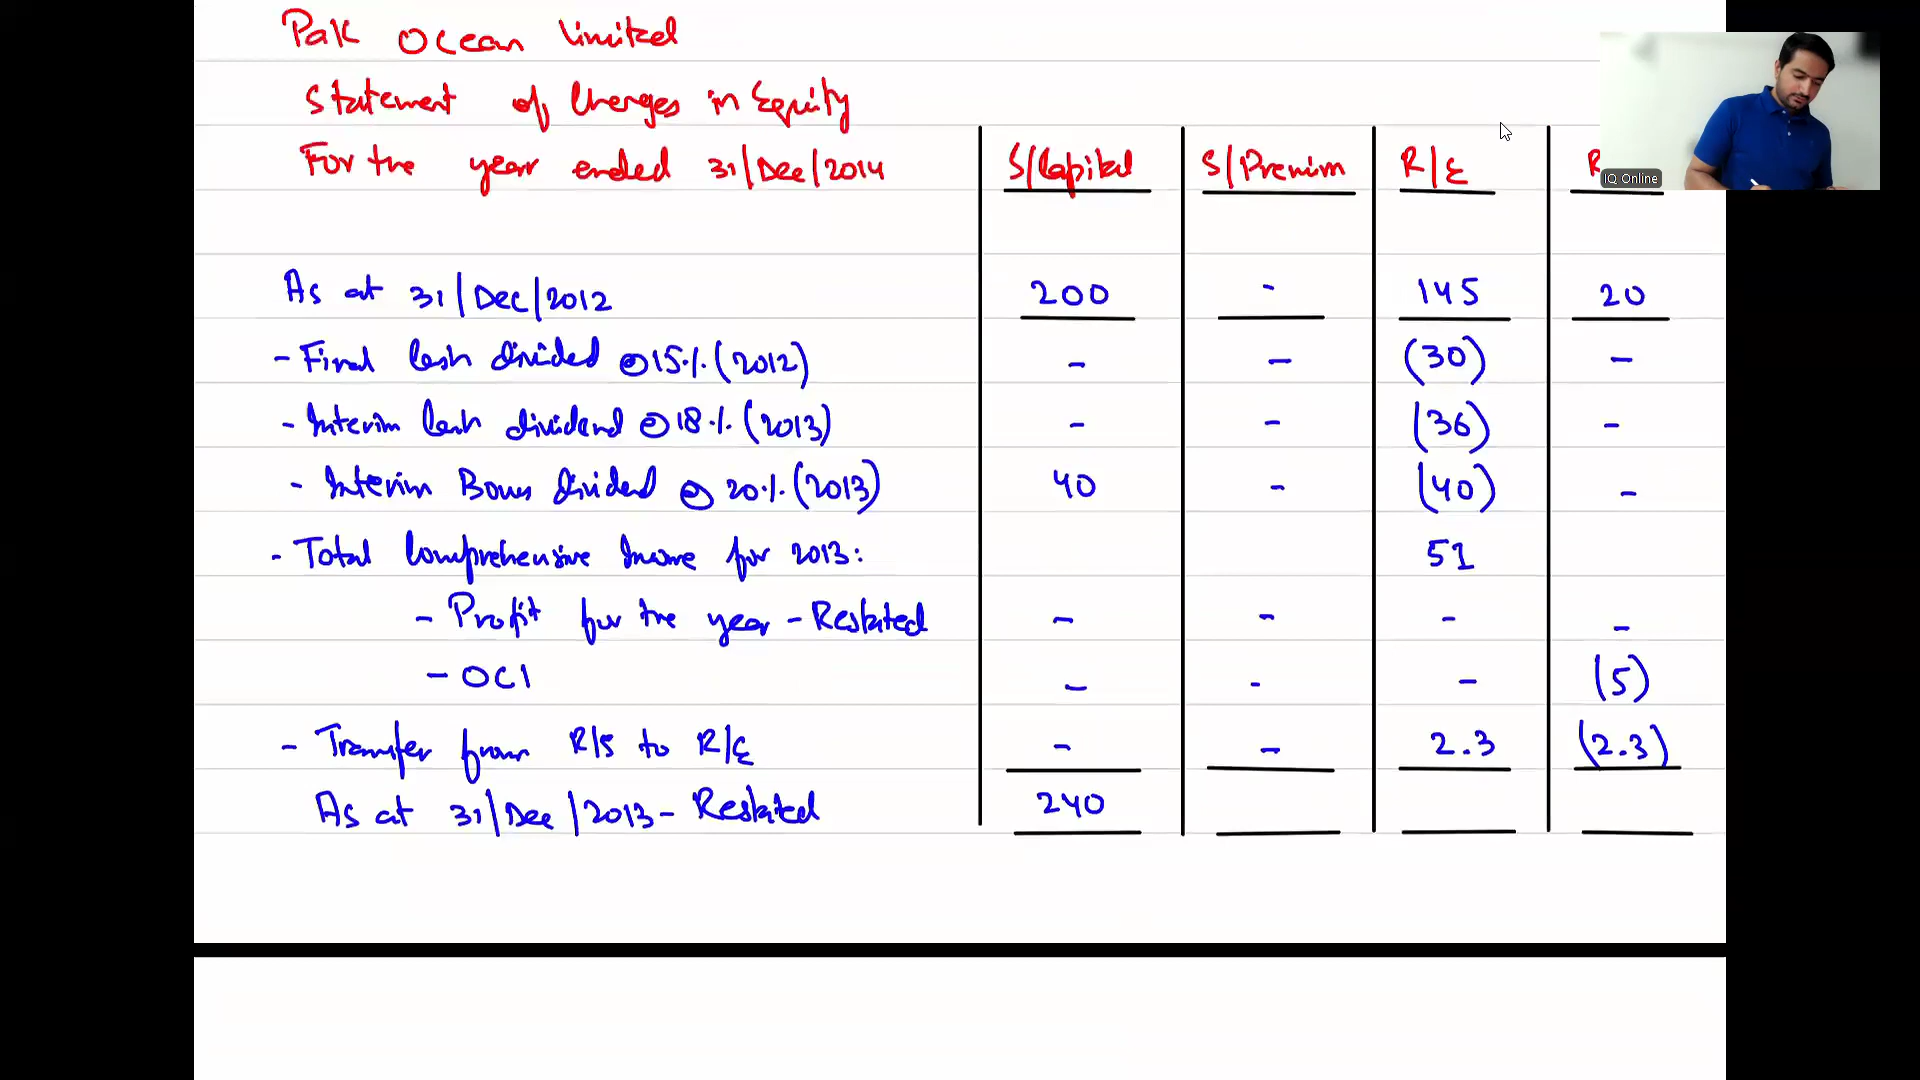 Pak Ocean Limited
Statement of Changes in Equity
For the year ended 31/Dec/2014 S/Capital S/Premium R/E R
IQ Online
As at 31/Dec/2012 200 - 145 20
- Final Cash divided @ 15% (2012) - - (30) -
- Interim Cash dividend @ 18% (2013) - - (36) -
- Interim Bonus dividend @ 20% (2013) 40 - (40) -
- Total Comprehensive Income for 2013: 51
- Profit for the year - Restated - - - -
- OCI - - - (5)
- Transfer from R/S to R/E - - 2.3 (2.3)
As at 31/Dec/2013 - Restated 240